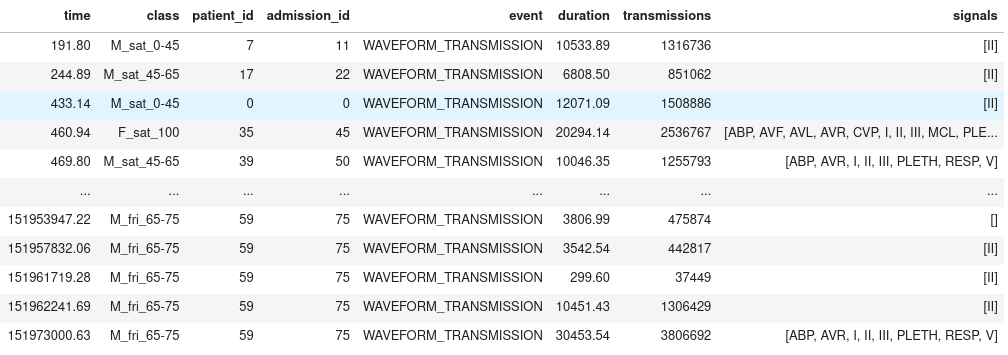 time class patient_id admission_id event duration transmissions signals
191.80 M_sat_0-45 7 11 WAVEFORM_TRANSMISSION 10533.89 1316736 [II]
244.89 M_sat_45-65 17 22 WAVEFORM_TRANSMISSION 6808.50 851062 [II]
433.14 M_sat_0-45 0 0 WAVEFORM_TRANSMISSION 12071.09 1508886 [II]
460.94 F_sat_100 35 45 WAVEFORM_TRANSMISSION 20294.14 2536767 [ABP, AVF, AVL, AVR, CVP, I, II, III, MCL, PLE...
469.80 M_sat_45-65 39 50 WAVEFORM_TRANSMISSION 10046.35 1255793 [ABP, AVR, I, II, III, PLETH, RESP, V]
... ... ... ... ... ... ... ...
151953947.22 M_fri_65-75 59 75 WAVEFORM_TRANSMISSION 3806.99 475874 []
151957832.06 M_fri_65-75 59 75 WAVEFORM_TRANSMISSION 3542.54 442817 [II]
151961719.28 M_fri_65-75 59 75 WAVEFORM_TRANSMISSION 299.60 37449 [II]
151962241.69 M_fri_65-75 59 75 WAVEFORM_TRANSMISSION 10451.43 1306429 [II]
151973000.63 M_fri_65-75 59 75 WAVEFORM_TRANSMISSION 30453.54 3806692 [ABP, AVR, I, II, III, PLETH, RESP, V]